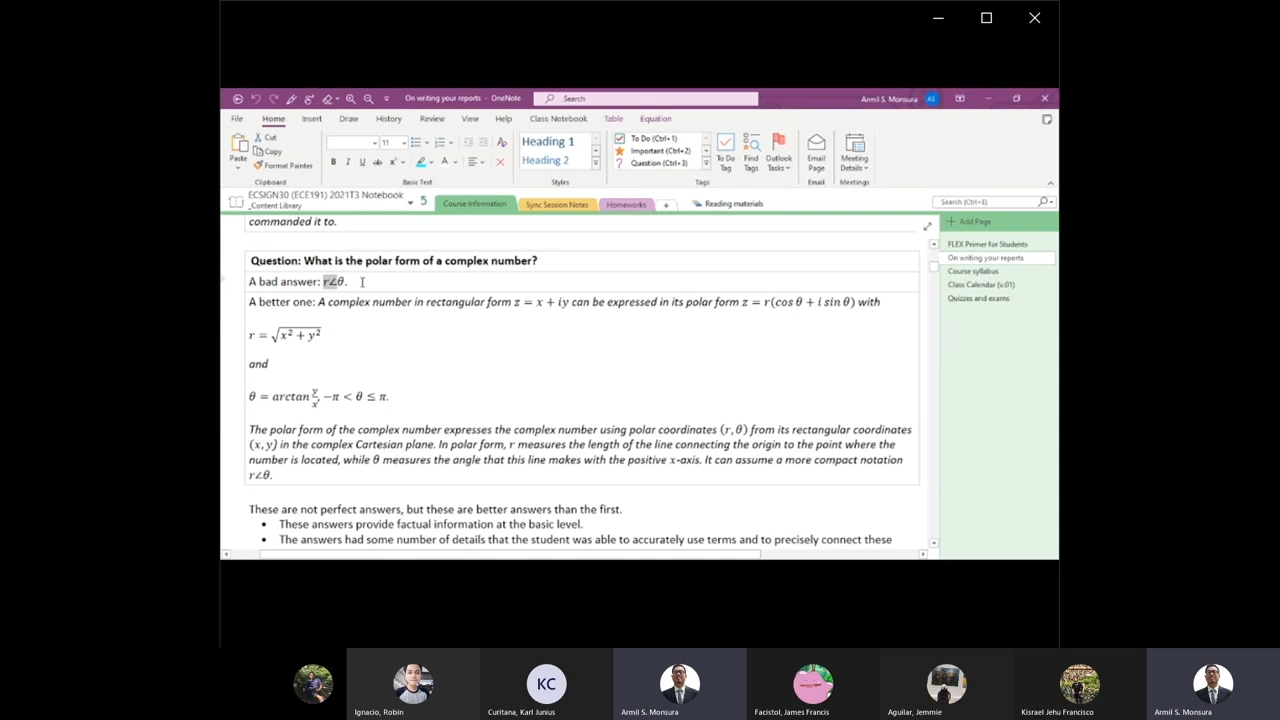 On writing your reports - OneNote
Search
Armil S. Monsura
AS
File Home Insert Draw History Review View Help Class Notebook Table Equation
Paste
Cut
Copy
Format Painter
Clipboard
11
B I U ab x² A
Basic Text
Heading 1
Heading 2
Styles
To Do (Ctrl+1)
Important (Ctrl+2)
Question (Ctrl+3)
Tags
To Do Tag
Find Tags
Outlook Tasks
Email Page
Email
Meeting Details
Meetings
ECSIGN30 (ECE191) 2021T3 Notebook
_Content Library
Course Information Sync Session Notes Homeworks + Reading materials
Search (Ctrl+E)
commanded it to.
Question: What is the polar form of a complex number?
A bad answer: r∠θ.
A better one: A complex number in rectangular form z = x + iy can be expressed in its polar form z = r(cos θ + i sin θ) with
r = √(x² + y²)
and
θ = arctan y/x, −π < θ ≤ π.
The polar form of the complex number expresses the complex number using polar coordinates (r, θ) from its rectangular coordinates
(x, y) in the complex Cartesian plane. In polar form, r measures the length of the line connecting the origin to the point where the
number is located, while θ measures the angle that this line makes with the positive x-axis. It can assume a more compact notation
r∠θ.
These are not perfect answers, but these are better answers than the first.
• These answers provide factual information at the basic level.
• The answers had some number of details that the student was able to accurately use terms and to precisely connect these
+ Add Page
FLEX Primer for Students
On writing your reports
Course syllabus
Class Calendar (v.01)
Quizzes and exams
Ignacio, Robin
KC
Curitana, Karl Junius
Armil S. Monsura
Facistol, James Francis
Aguilar, Jemmie
Kisrael Jehu Francisco
Armil S. Monsura